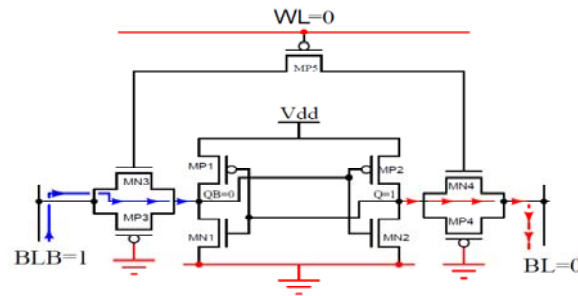 WL=0
MP5
Vdd
MP1
MP2
MN3
QB=0
Q=1
MN4
MP3
MP4
MN1
MN2
BLB=1
BL=0